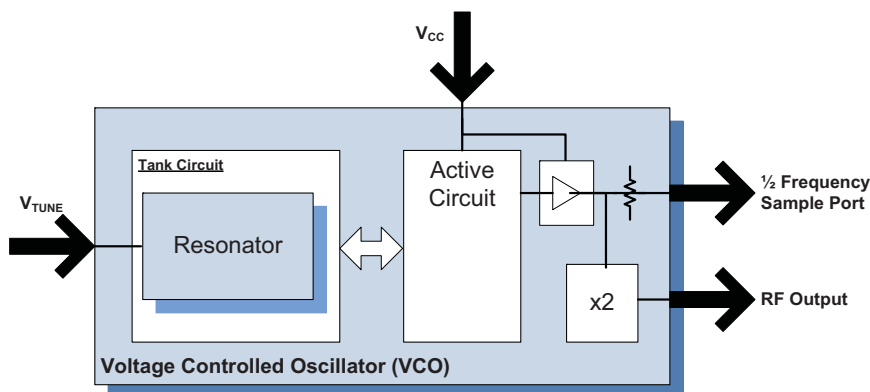 VCC
Tank Circuit
Active
Circuit
½ Frequency
Sample Port
VTUNE
Resonator
x2
RF Output
Voltage Controlled Oscillator (VCO)